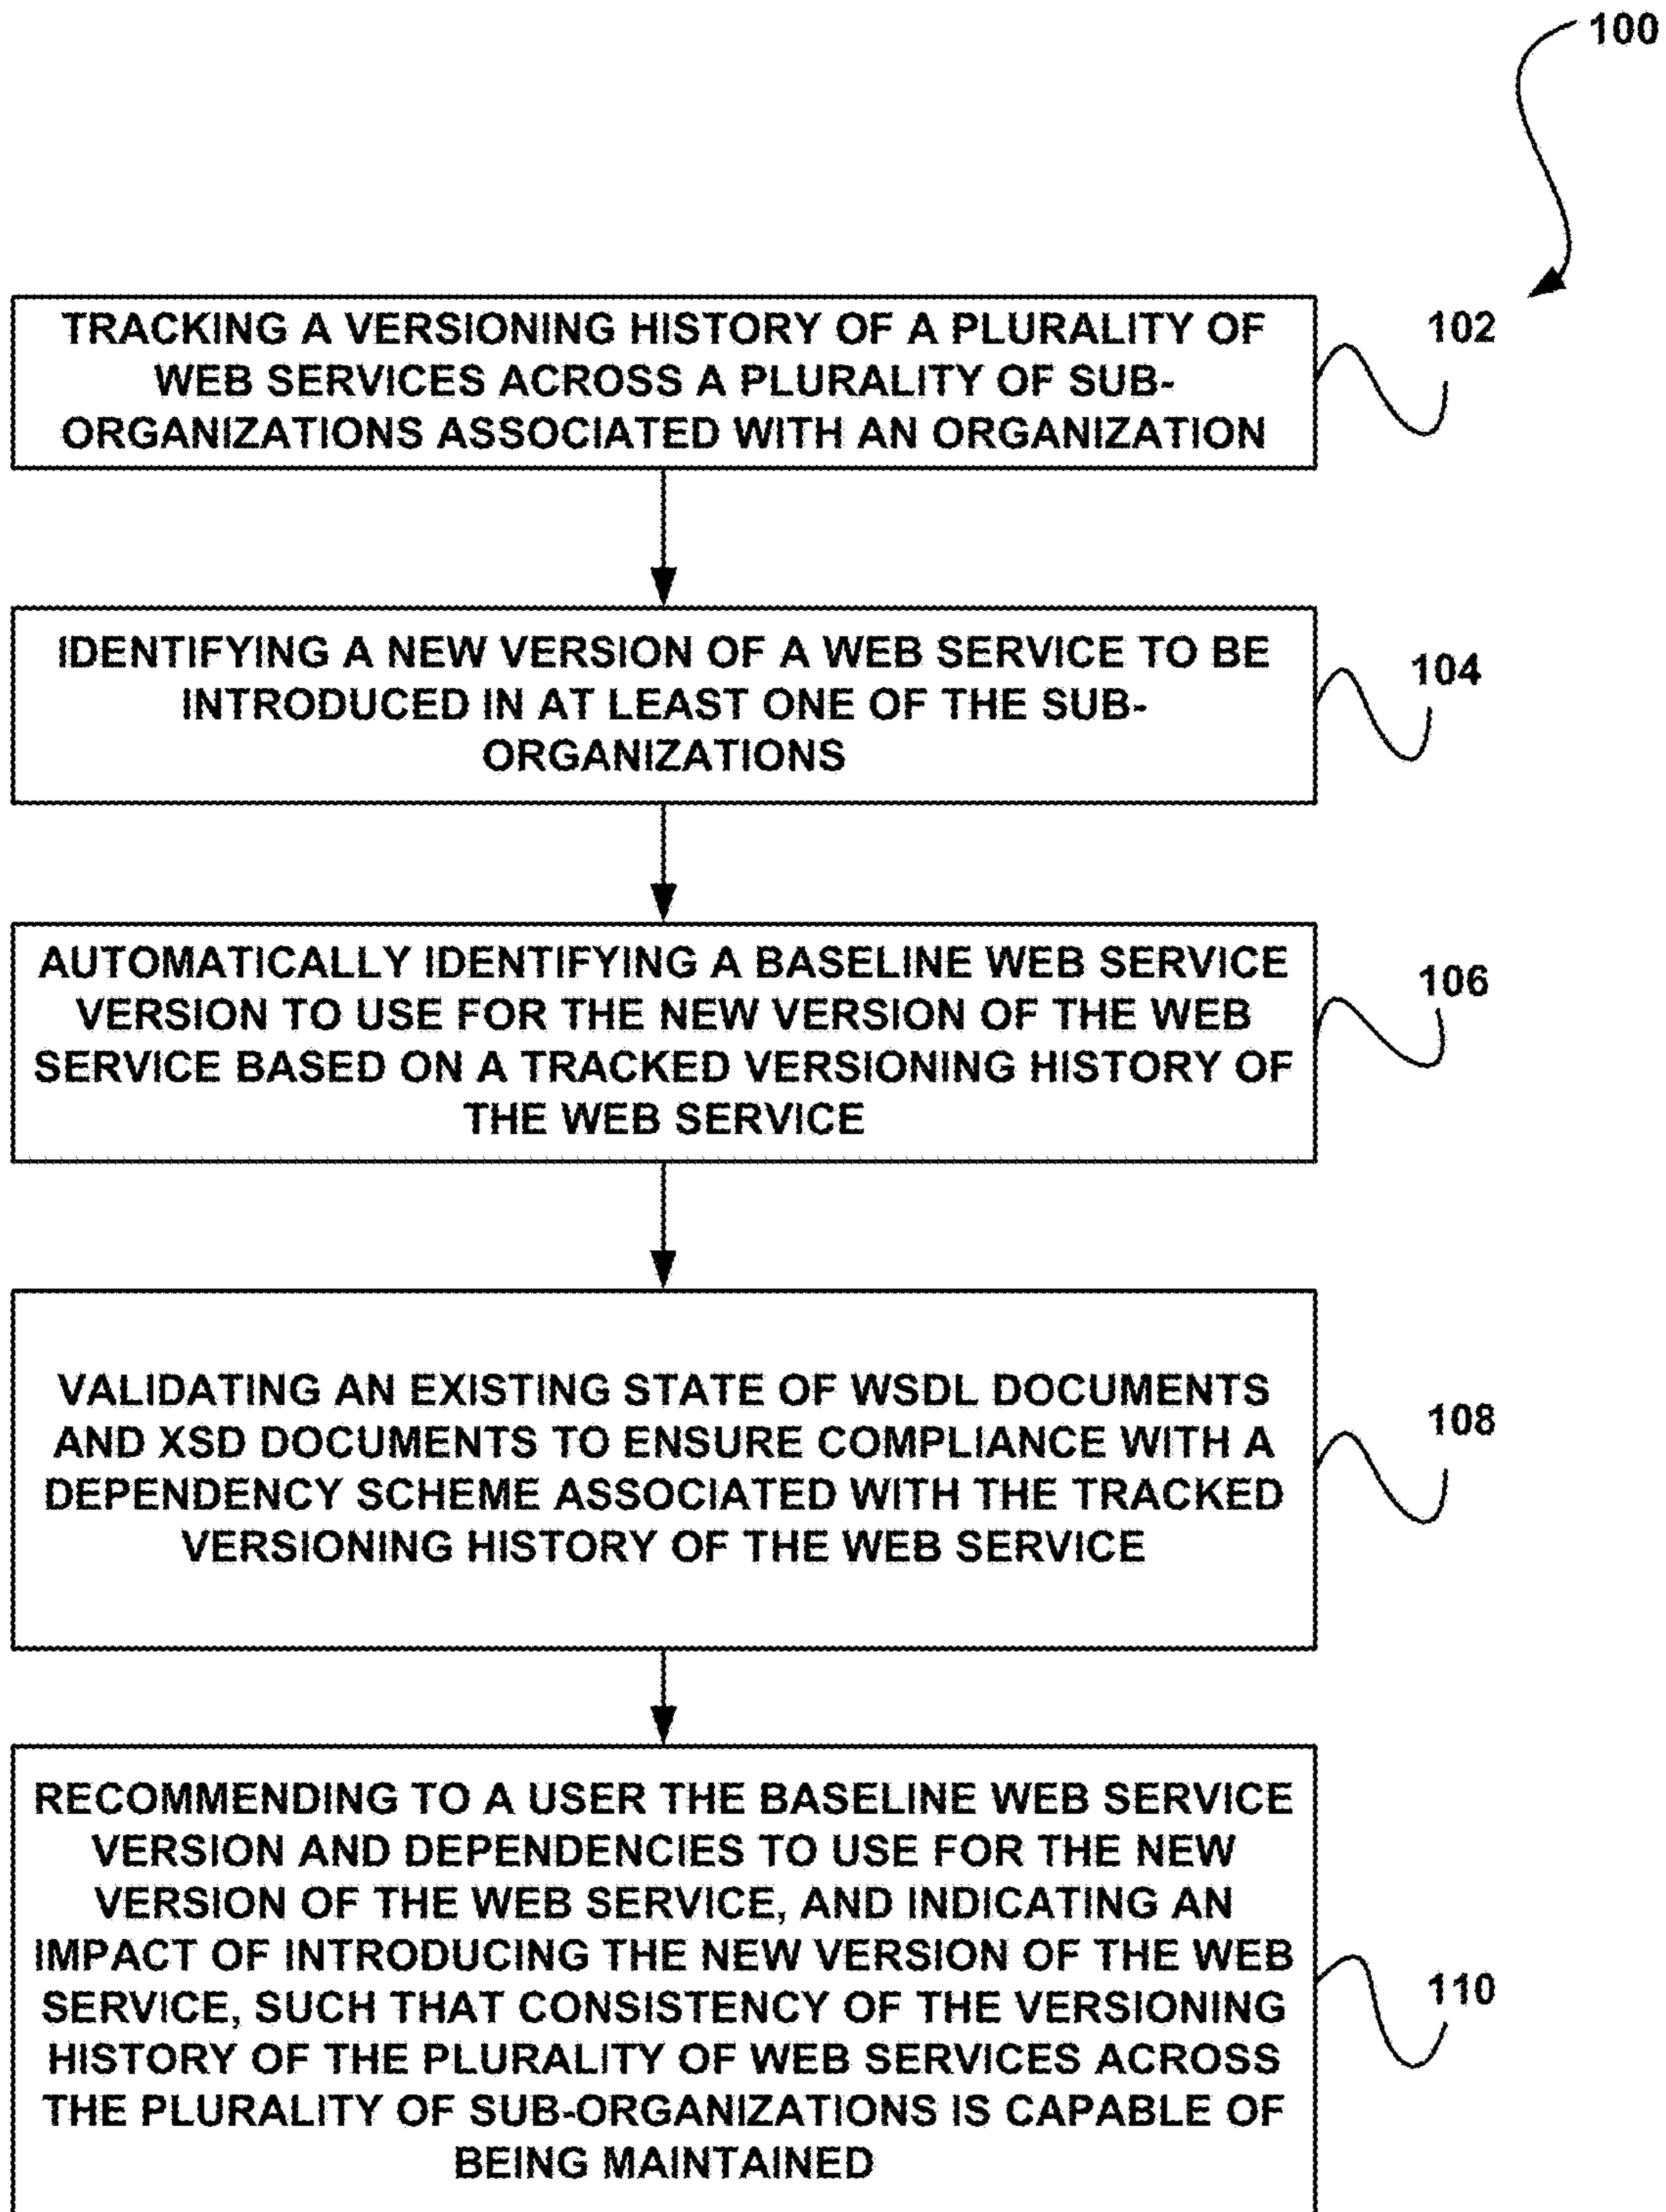 100
TRACKING A VERSIONING HISTORY OF A PLURALITY OF
WEB SERVICES ACROSS A PLURALITY OF SUB-
ORGANIZATIONS ASSOCIATED WITH AN ORGANIZATION
102
IDENTIFYING A NEW VERSION OF A WEB SERVICE TO BE
INTRODUCED IN AT LEAST ONE OF THE SUB-
ORGANIZATIONS
104
AUTOMATICALLY IDENTIFYING A BASELINE WEB SERVICE
VERSION TO USE FOR THE NEW VERSION OF THE WEB
SERVICE BASED ON A TRACKED VERSIONING HISTORY OF
THE WEB SERVICE
106
VALIDATING AN EXISTING STATE OF WSDL DOCUMENTS
AND XSD DOCUMENTS TO ENSURE COMPLIANCE WITH A
DEPENDENCY SCHEME ASSOCIATED WITH THE TRACKED
VERSIONING HISTORY OF THE WEB SERVICE
108
RECOMMENDING TO A USER THE BASELINE WEB SERVICE
VERSION AND DEPENDENCIES TO USE FOR THE NEW
VERSION OF THE WEB SERVICE, AND INDICATING AN
IMPACT OF INTRODUCING THE NEW VERSION OF THE WEB
SERVICE, SUCH THAT CONSISTENCY OF THE VERSIONING
HISTORY OF THE PLURALITY OF WEB SERVICES ACROSS
THE PLURALITY OF SUB-ORGANIZATIONS IS CAPABLE OF
BEING MAINTAINED
110